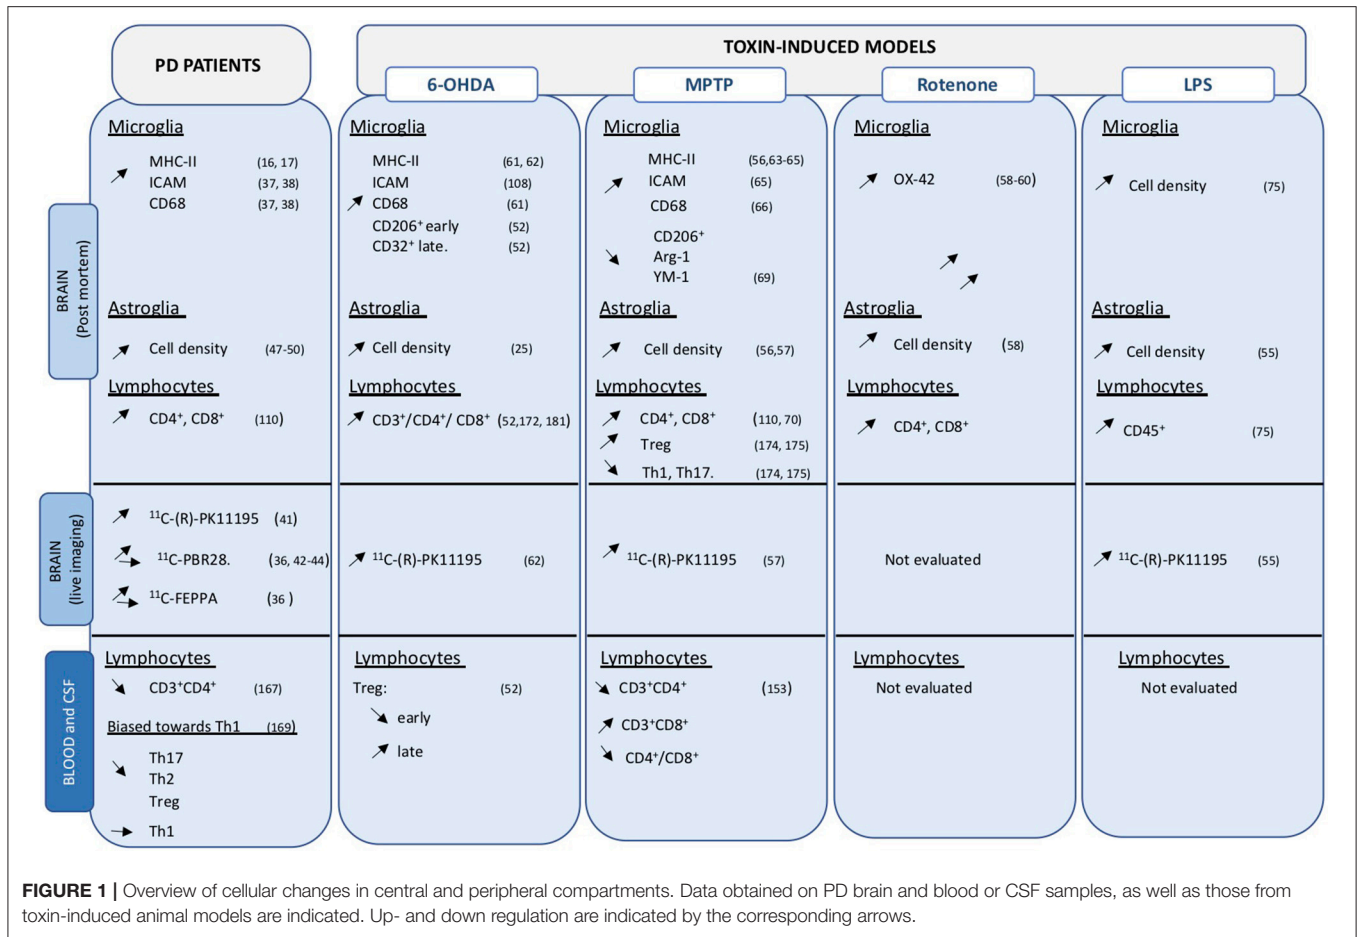 PD PATIENTS
TOXIN-INDUCED MODELS
6-OHDA
MPTP
Rotenone
LPS
BRAIN
(Post mortem)
Microglia
MHC-II (16, 17)
ICAM (37, 38)
CD68 (37, 38)
Astroglia
Cell density (47-50)
Lymphocytes
CD4⁺, CD8⁺ (110)
Microglia
MHC-II (61, 62)
ICAM (108)
CD68 (61)
CD206⁺ early (52)
CD32⁺ late. (52)
Astroglia
Cell density (25)
Lymphocytes
CD3⁺/CD4⁺/ CD8⁺ (52,172, 181)
Microglia
MHC-II (56,63-65)
ICAM (65)
CD68 (66)
CD206⁺
Arg-1
YM-1 (69)
Astroglia
Cell density (56,57)
Lymphocytes
CD4⁺, CD8⁺ (110, 70)
Treg (174, 175)
Th1, Th17. (174, 175)
Microglia
OX-42 (58-60)
Astroglia
Cell density (58)
Lymphocytes
CD4⁺, CD8⁺
Microglia
Cell density (75)
Astroglia
Cell density (55)
Lymphocytes
CD45⁺ (75)
BRAIN
(live imaging)
¹¹C-(R)-PK11195 (41)
¹¹C-PBR28. (36, 42-44)
¹¹C-FEPPA (36 )
¹¹C-(R)-PK11195 (62)
¹¹C-(R)-PK11195 (57)
Not evaluated
¹¹C-(R)-PK11195 (55)
BLOOD and CSF
Lymphocytes
CD3⁺CD4⁺ (167)
Biased towards Th1 (169)
Th17
Th2
Treg
Th1
Lymphocytes
Treg: (52)
early
late
Lymphocytes
CD3⁺CD4⁺ (153)
CD3⁺CD8⁺
CD4⁺/CD8⁺
Lymphocytes
Not evaluated
Lymphocytes
Not evaluated
FIGURE 1 | Overview of cellular changes in central and peripheral compartments. Data obtained on PD brain and blood or CSF samples, as well as those from
toxin-induced animal models are indicated. Up- and down regulation are indicated by the corresponding arrows.